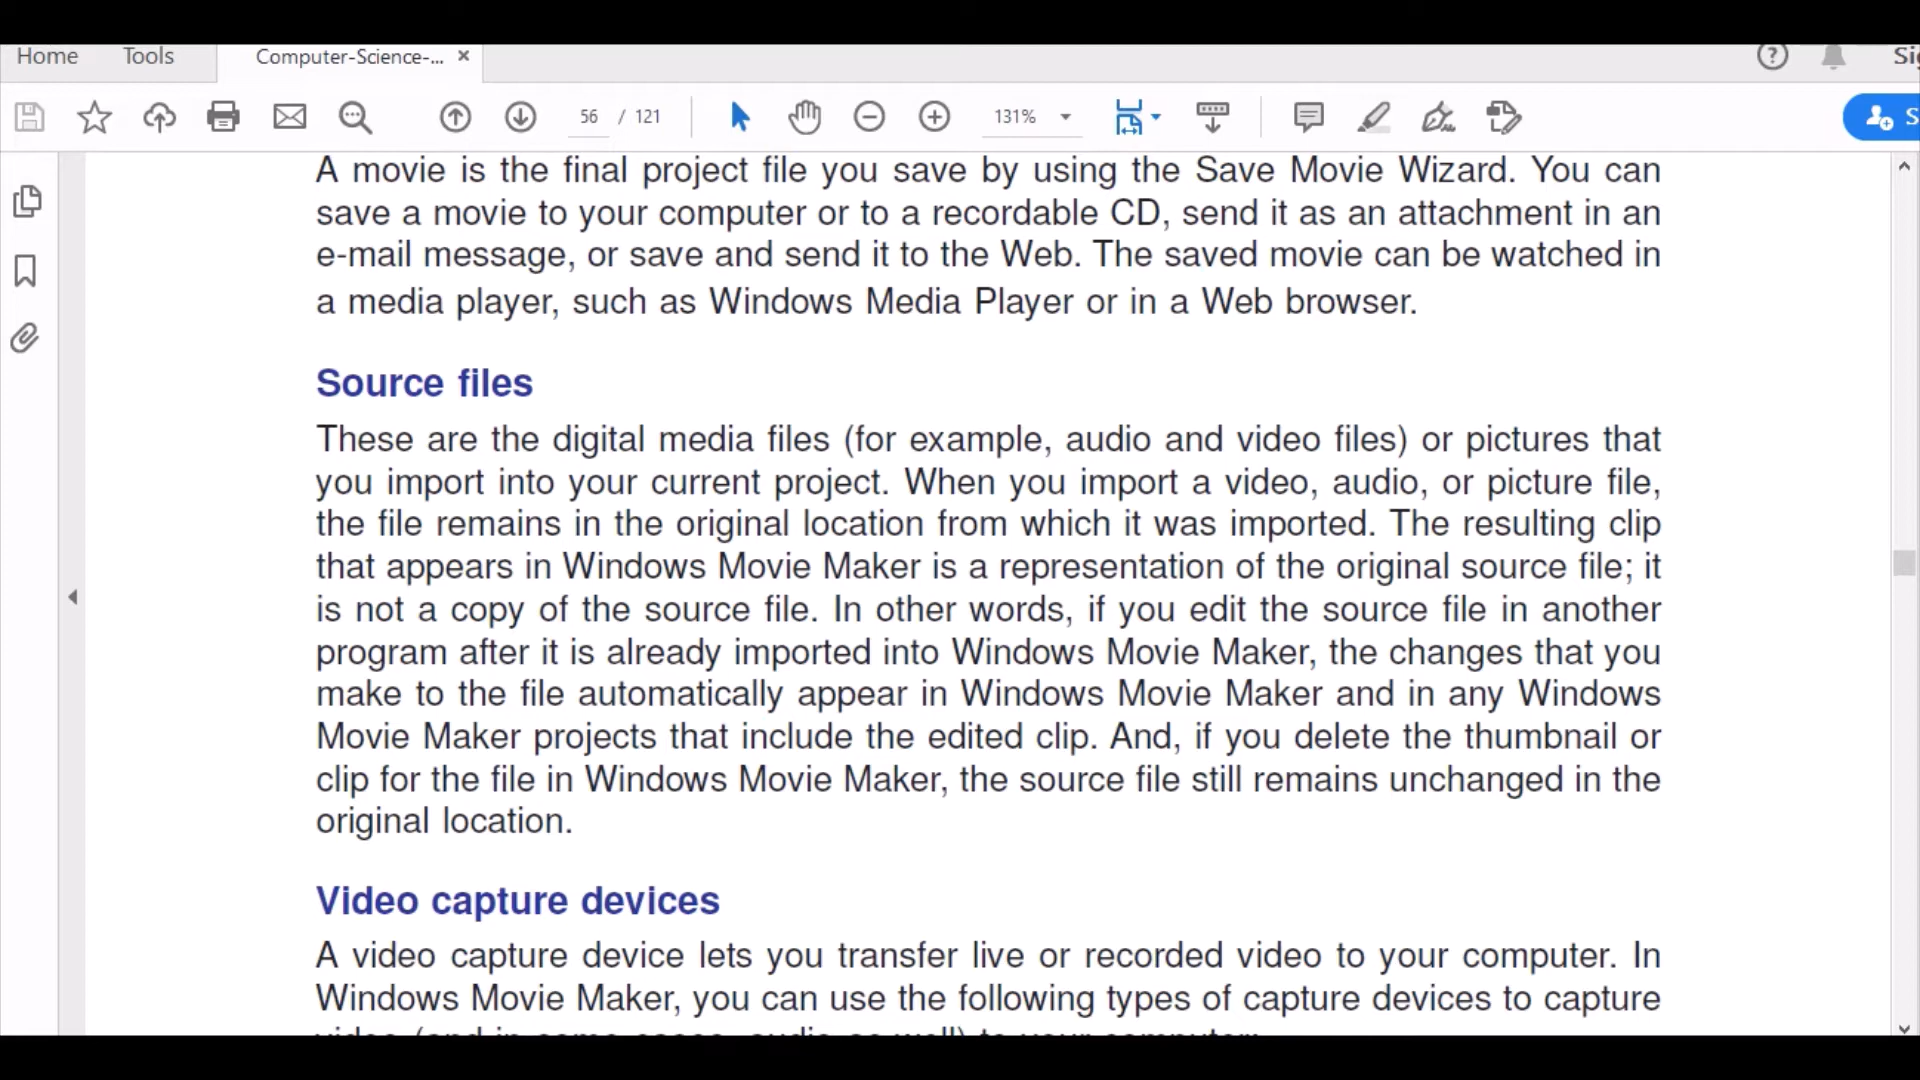 Home Tools Computer-Science-... × ? Si
56 / 121 131% S
A movie is the final project file you save by using the Save Movie Wizard. You can
save a movie to your computer or to a recordable CD, send it as an attachment in an
e-mail message, or save and send it to the Web. The saved movie can be watched in
a media player, such as Windows Media Player or in a Web browser.
Source files
These are the digital media files (for example, audio and video files) or pictures that
you import into your current project. When you import a video, audio, or picture file,
the file remains in the original location from which it was imported. The resulting clip
that appears in Windows Movie Maker is a representation of the original source file; it
is not a copy of the source file. In other words, if you edit the source file in another
program after it is already imported into Windows Movie Maker, the changes that you
make to the file automatically appear in Windows Movie Maker and in any Windows
Movie Maker projects that include the edited clip. And, if you delete the thumbnail or
clip for the file in Windows Movie Maker, the source file still remains unchanged in the
original location.
Video capture devices
A video capture device lets you transfer live or recorded video to your computer. In
Windows Movie Maker, you can use the following types of capture devices to capture
video (and in some cases, audio as well) to your computer: